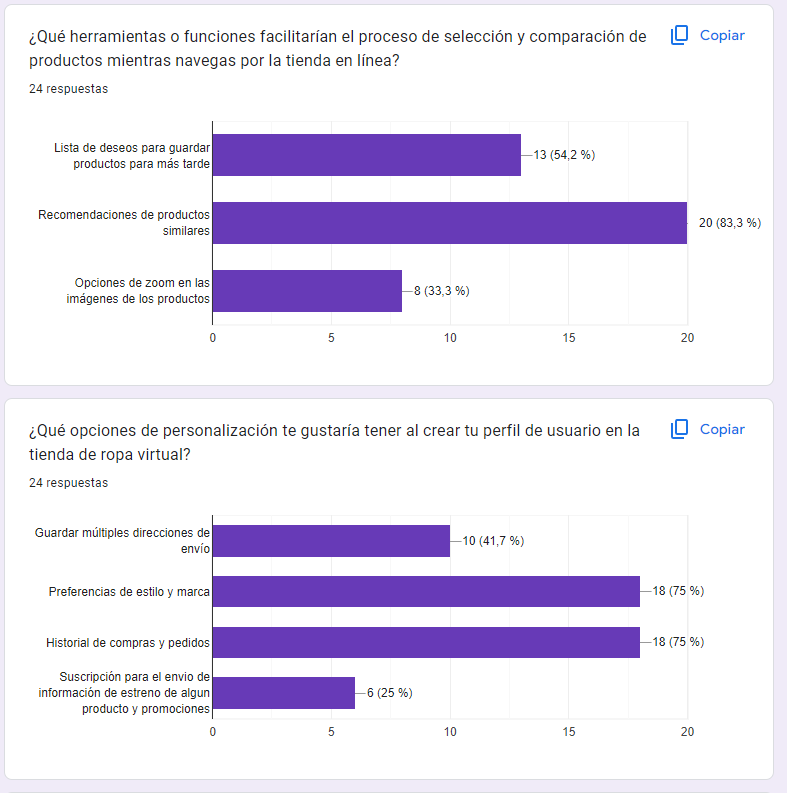 ¿Qué herramientas o funciones facilitarían el proceso de selección y comparación de
productos mientras navegas por la tienda en línea?
Copiar
24 respuestas
Lista de deseos para guardar
productos para más tarde
13 (54,2 %)
Recomendaciones de productos
similares
20 (83,3 %)
Opciones de zoom en las
imágenes de los productos
8 (33,3 %)
0 5 10 15 20
¿Qué opciones de personalización te gustaría tener al crear tu perfil de usuario en la
tienda de ropa virtual?
Copiar
24 respuestas
Guardar múltiples direcciones de
envío
10 (41,7 %)
Preferencias de estilo y marca
18 (75 %)
Historial de compras y pedidos
18 (75 %)
Suscripción para el envio de
información de estreno de algun
producto y promociones
6 (25 %)
0 5 10 15 20